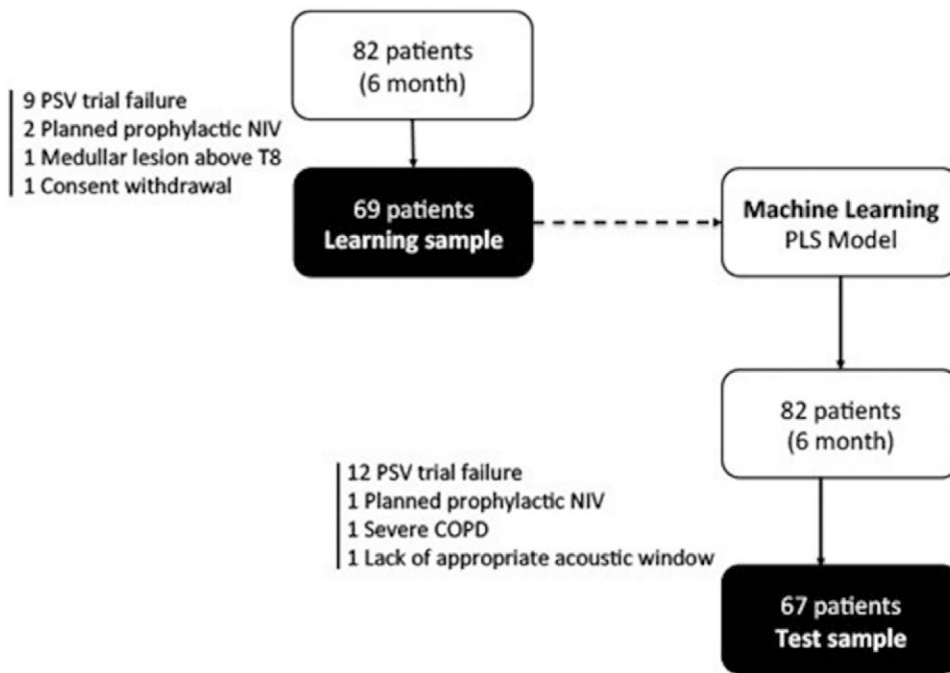 82 patients
(6 month)
9 PSV trial failure
2 Planned prophylactic NIV
1 Medullar lesion above T8
1 Consent withdrawal
69 patients
Learning sample
Machine Learning
PLS Model
82 patients
(6 month)
12 PSV trial failure
1 Planned prophylactic NIV
1 Severe COPD
1 Lack of appropriate acoustic window
67 patients
Test sample